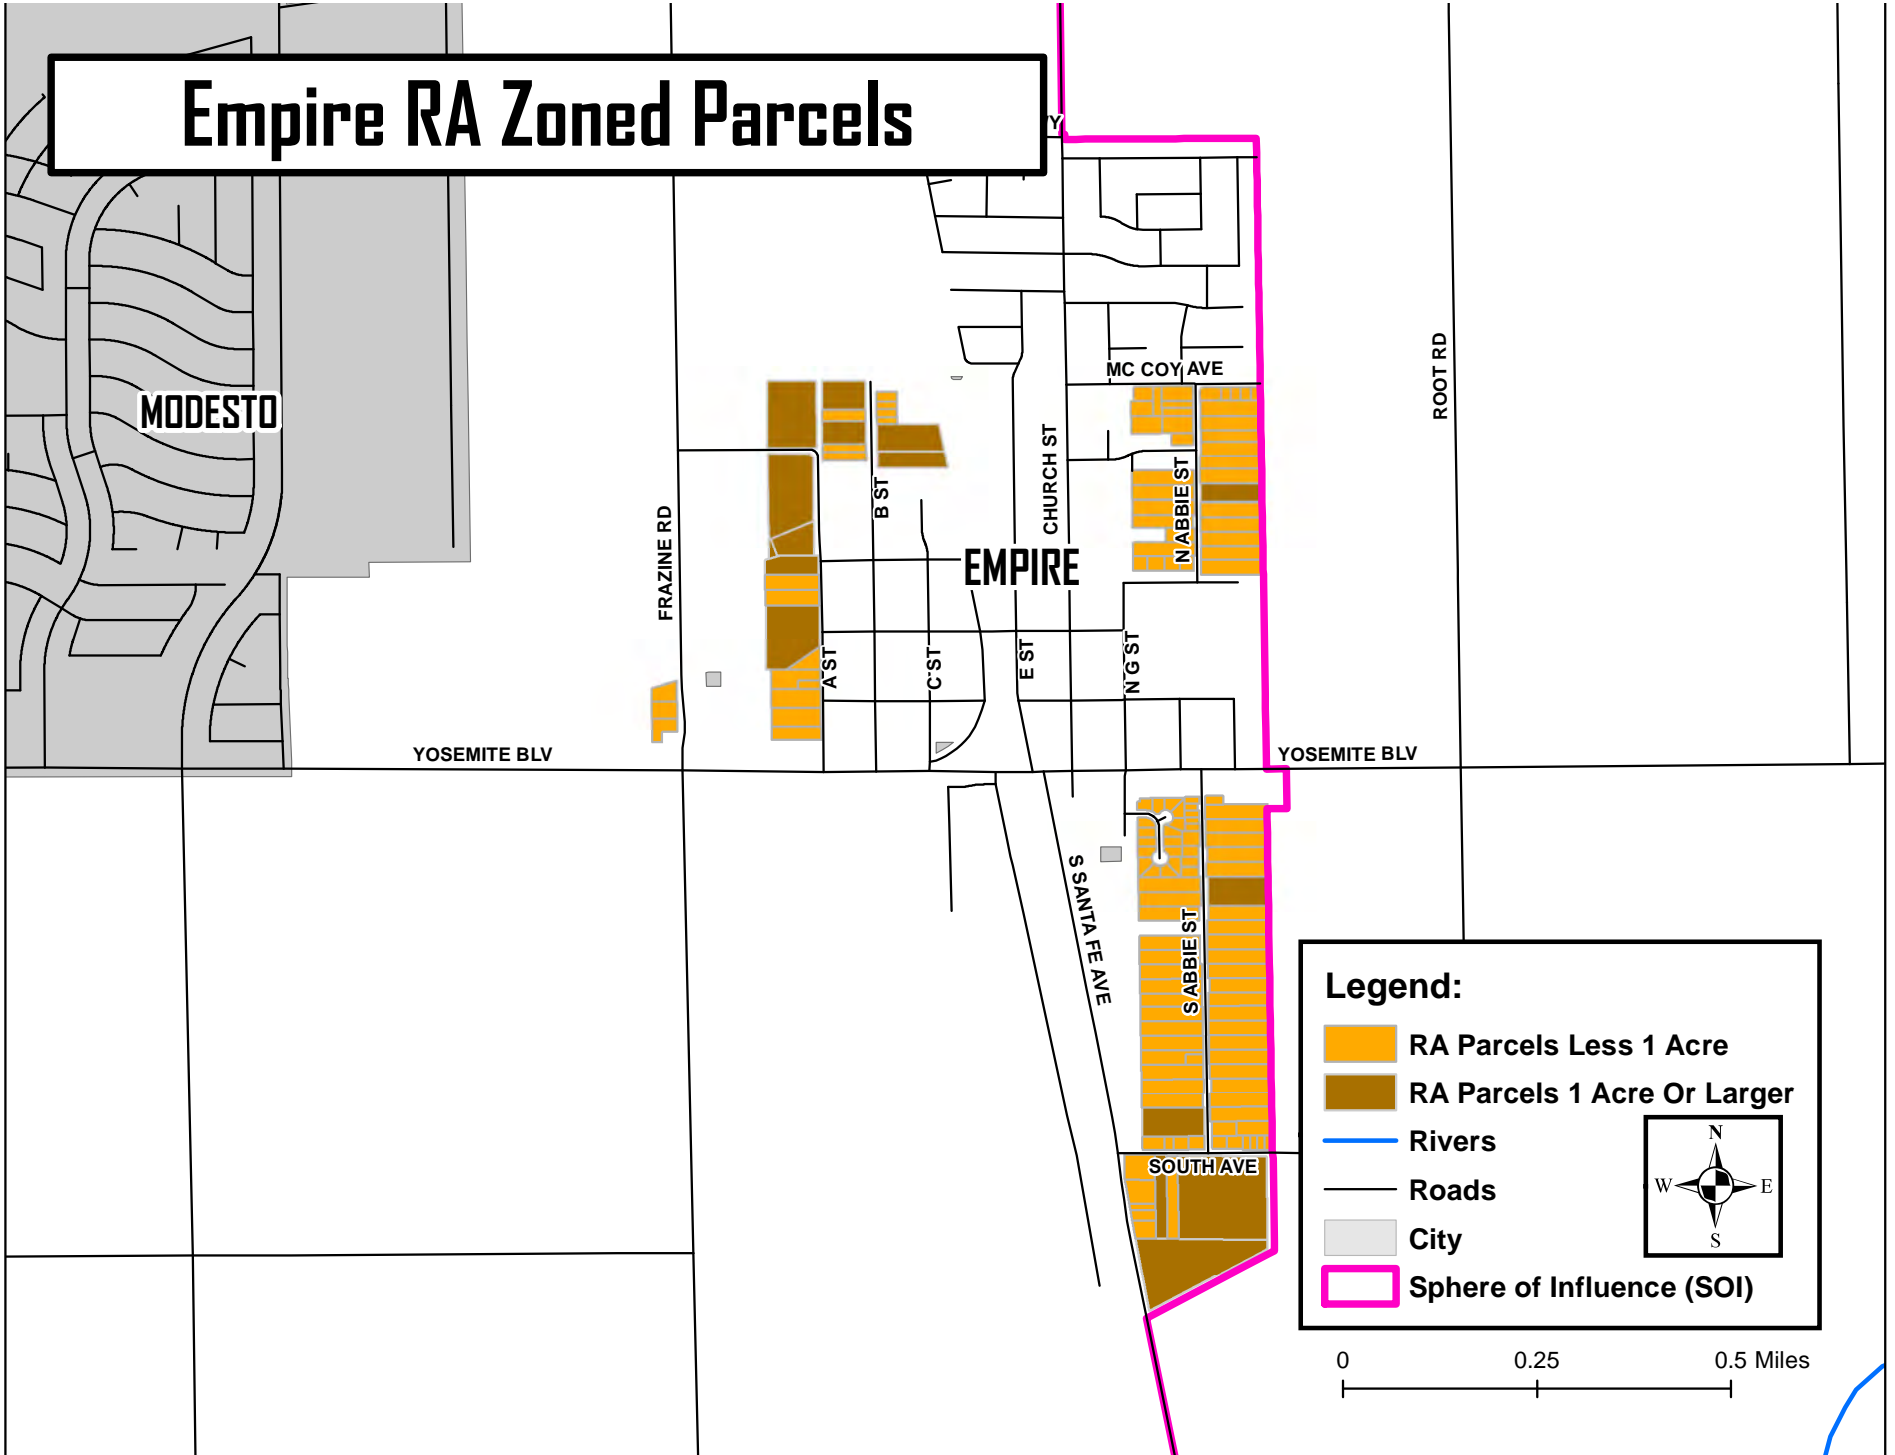 Empire RA Zoned Parcels
MC COY AVE
ROOT RD
MODESTO
CHURCH ST
B ST
N ABBIE ST
FRAZINE RD
EMPIRE
A ST
C ST
E ST
N G ST
YOSEMITE BLV
YOSEMITE BLV
S SANTA FE AVE
S ABBIE ST
SOUTH AVE
Legend:
RA Parcels Less 1 Acre
RA Parcels 1 Acre Or Larger
Rivers
Roads
City
Sphere of Influence (SOI)
N
W
E
S
0 0.25 0.5 Miles